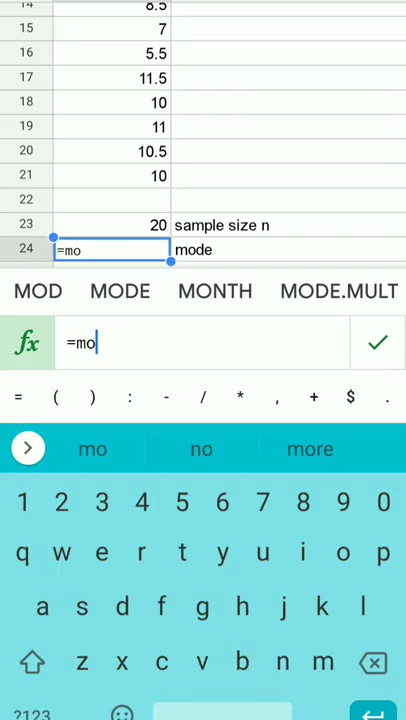 14 8.5
15 7
16 5.5
17 11.5
18 10
19 11
20 10.5
21 10
22
23 20 sample size n
24 =mo mode
MOD MODE MONTH MODE.MULT
fx =mo
= ( ) : - / * , + $ .
mo no more
1 2 3 4 5 6 7 8 9 0
q w e r t y u i o p
a s d f g h j k l
z x c v b n m
?123